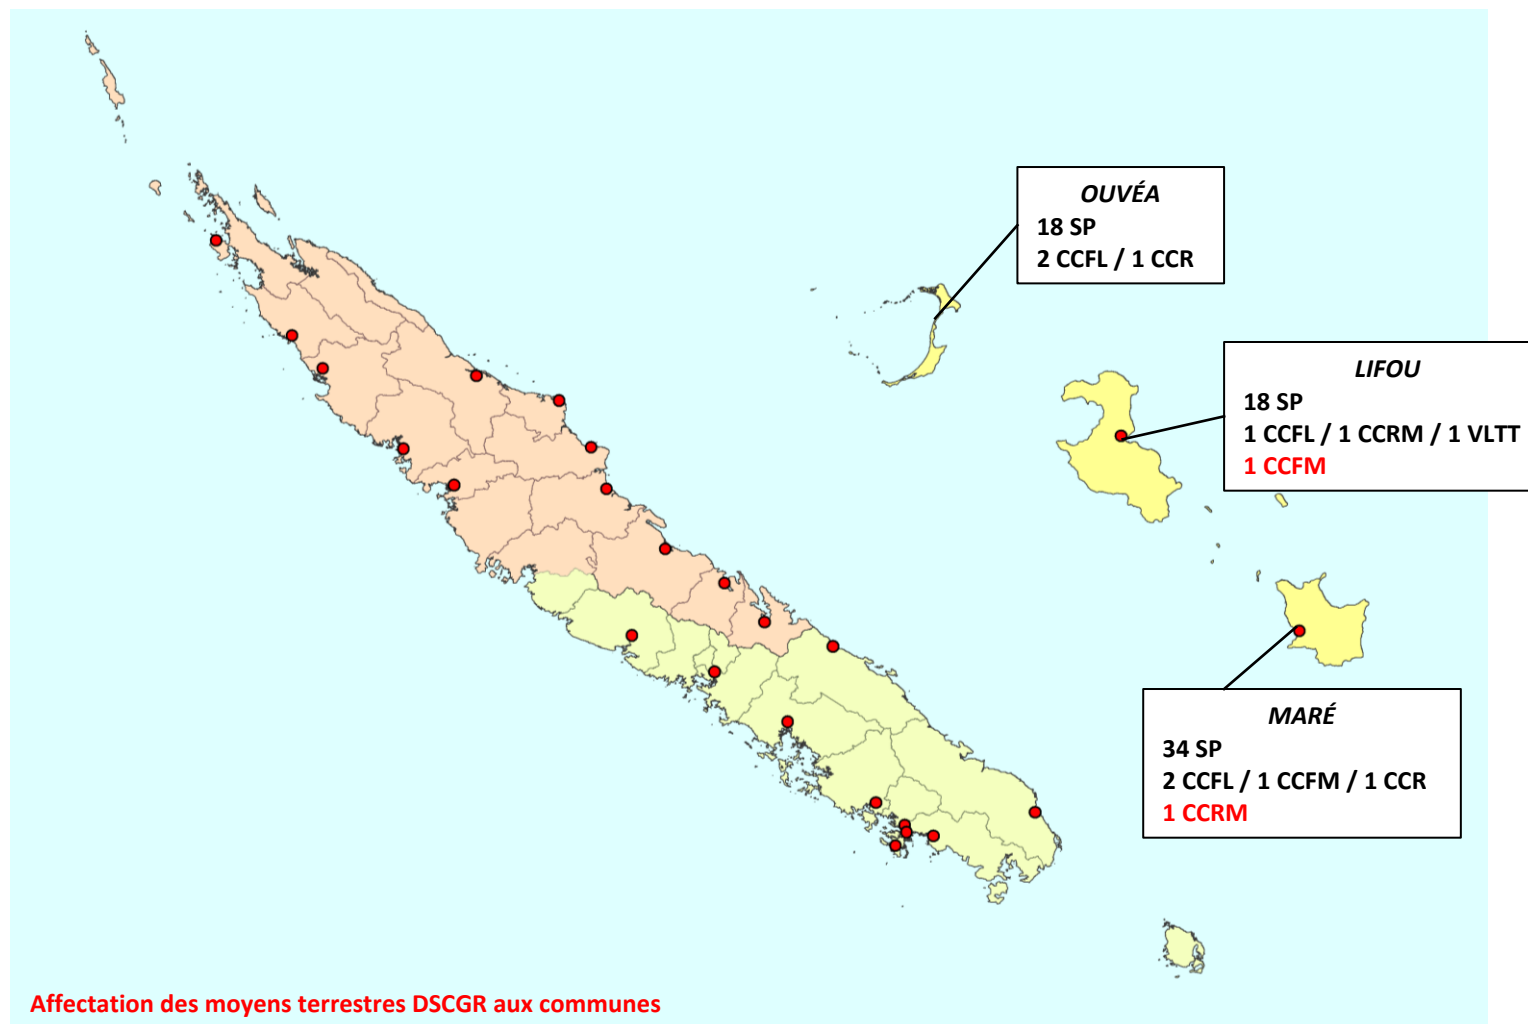 OUVÉA
18 SP
2 CCFL / 1 CCR
LIFOU
18 SP
1 CCFL / 1 CCRM / 1 VLTT
1 CCFM
MARÉ
34 SP
2 CCFL / 1 CCFM / 1 CCR
1 CCRM
Affectation des moyens terrestres DSCGR aux communes